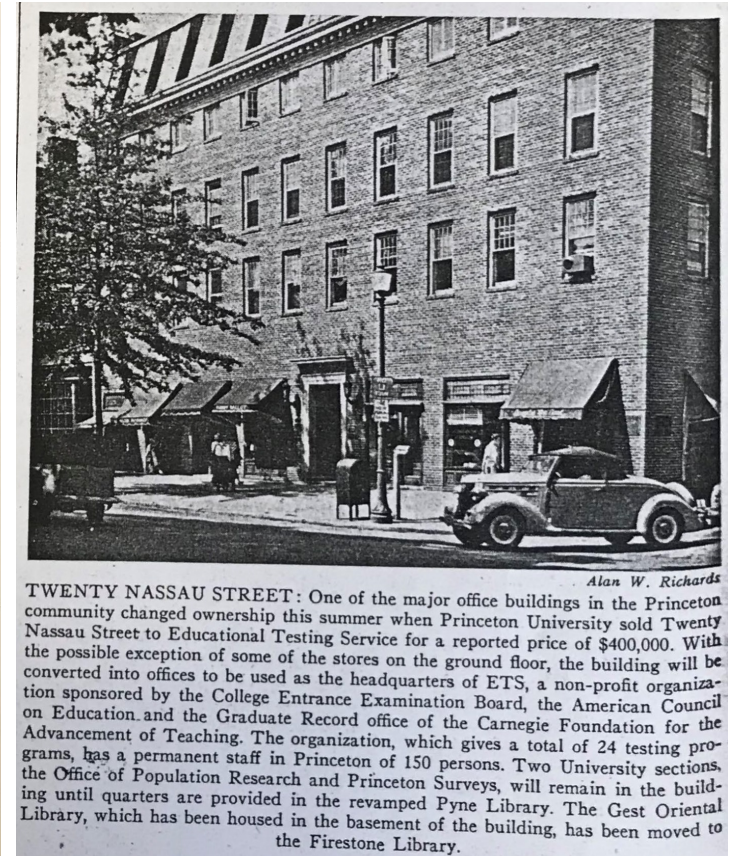 Alan W. Richards
TWENTY NASSAU STREET: One of the major office buildings in the Princeton
community changed ownership this summer when Princeton University sold Twenty
Nassau Street to Educational Testing Service for a reported price of $400,000. With
the possible exception of some of the stores on the ground floor, the building will be
converted into offices to be used as the headquarters of ETS, a non-profit organiza-
tion sponsored by the College Entrance Examination Board, the American Council
on Education and the Graduate Record office of the Carnegie Foundation for the
Advancement of Teaching. The organization, which gives a total of 24 testing pro-
grams, has a permanent staff in Princeton of 150 persons. Two University sections,
the Office of Population Research and Princeton Surveys, will remain in the build-
ing until quarters are provided in the revamped Pyne Library. The Gest Oriental
Library, which has been housed in the basement of the building, has been moved to
the Firestone Library.